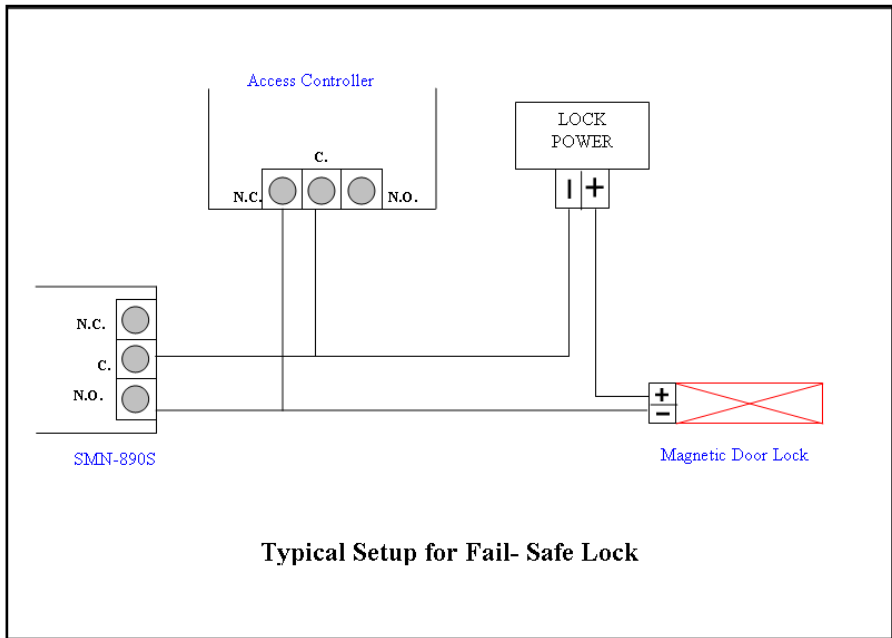 Access Controller
LOCK
POWER
C.
N.C.
N.O.
− +
N.C.
C.
N.O.
+
−
SMN-890S
Magnetic Door Lock
Typical Setup for Fail- Safe Lock